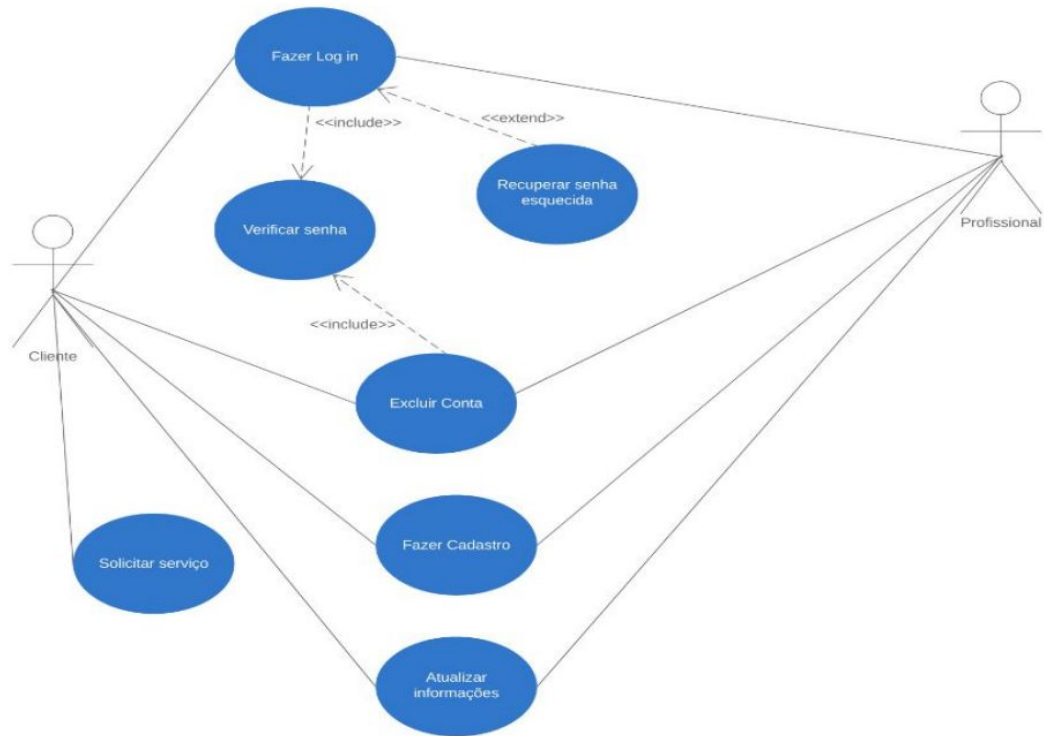 Fazer Log in
<<include>>
<<extend>>
Recuperar senha
esquecida
Verificar senha
Profissional
<<include>>
Cliente
Excluir Conta
Fazer Cadastro
Solicitar serviço
Atualizar
informações